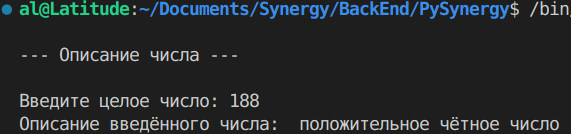 al@Latitude:~/Documents/Synergy/BackEnd/PySynergy$ /bin
--- Описание числа ---
Введите целое число: 188
Описание введённого числа:  положительное чётное число